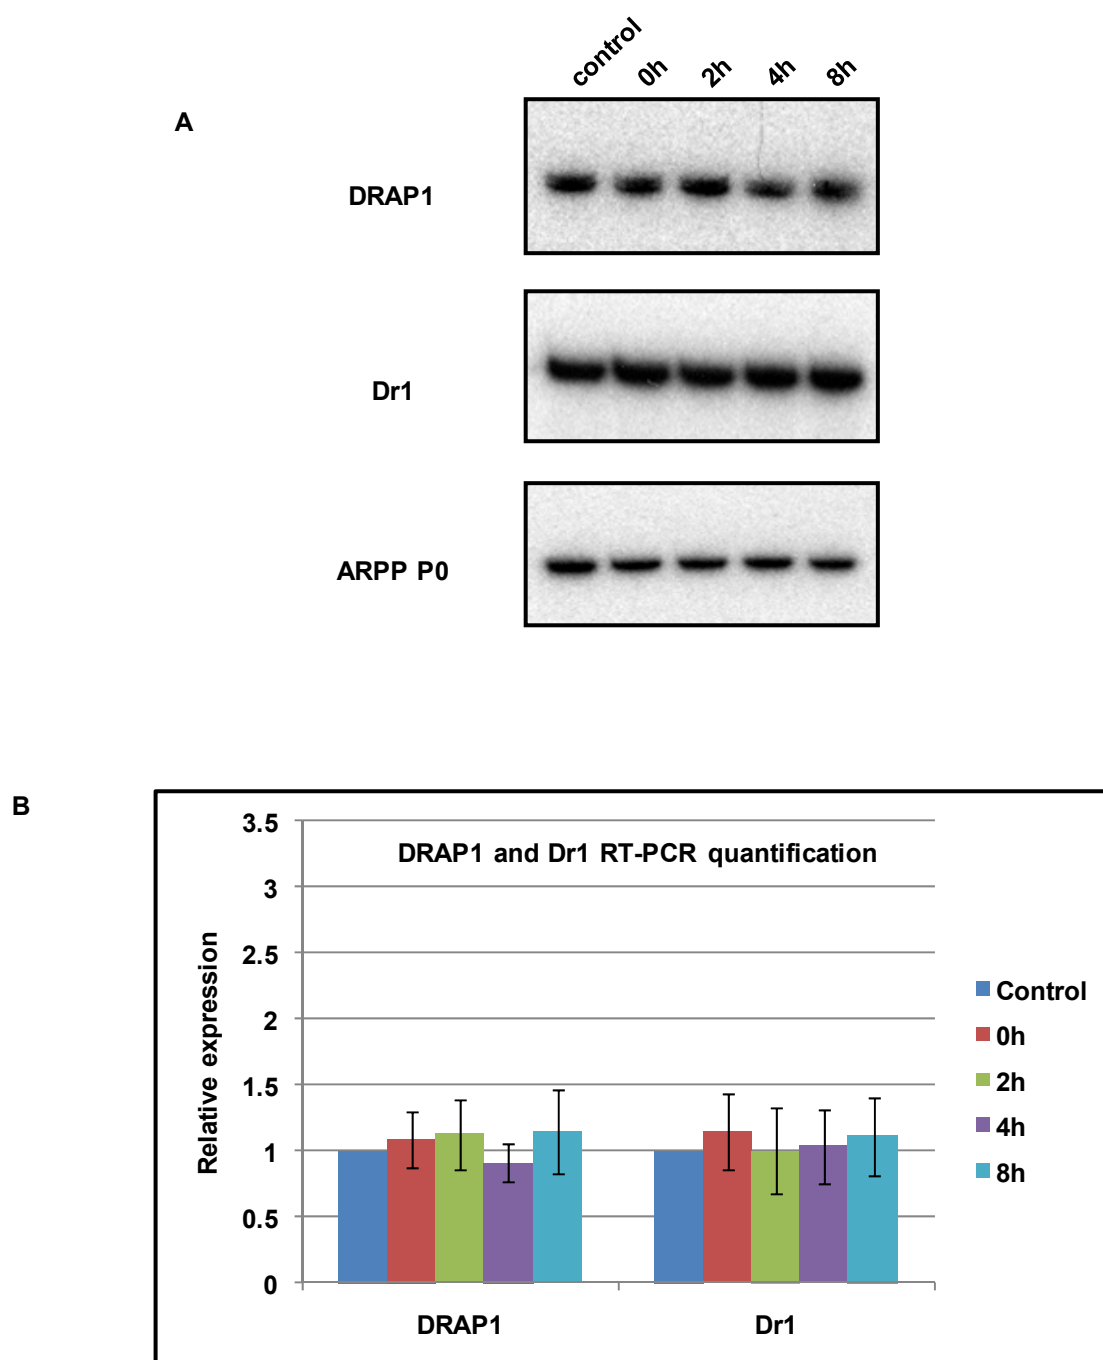 control 0h 2h 4h 8h
A
DRAP1
Dr1
ARPP P0
B
DRAP1 and Dr1 RT-PCR quantification
Relative expression
3.5
3
2.5
2
1.5
1
0.5
0
DRAP1 Dr1
Control
0h
2h
4h
8h